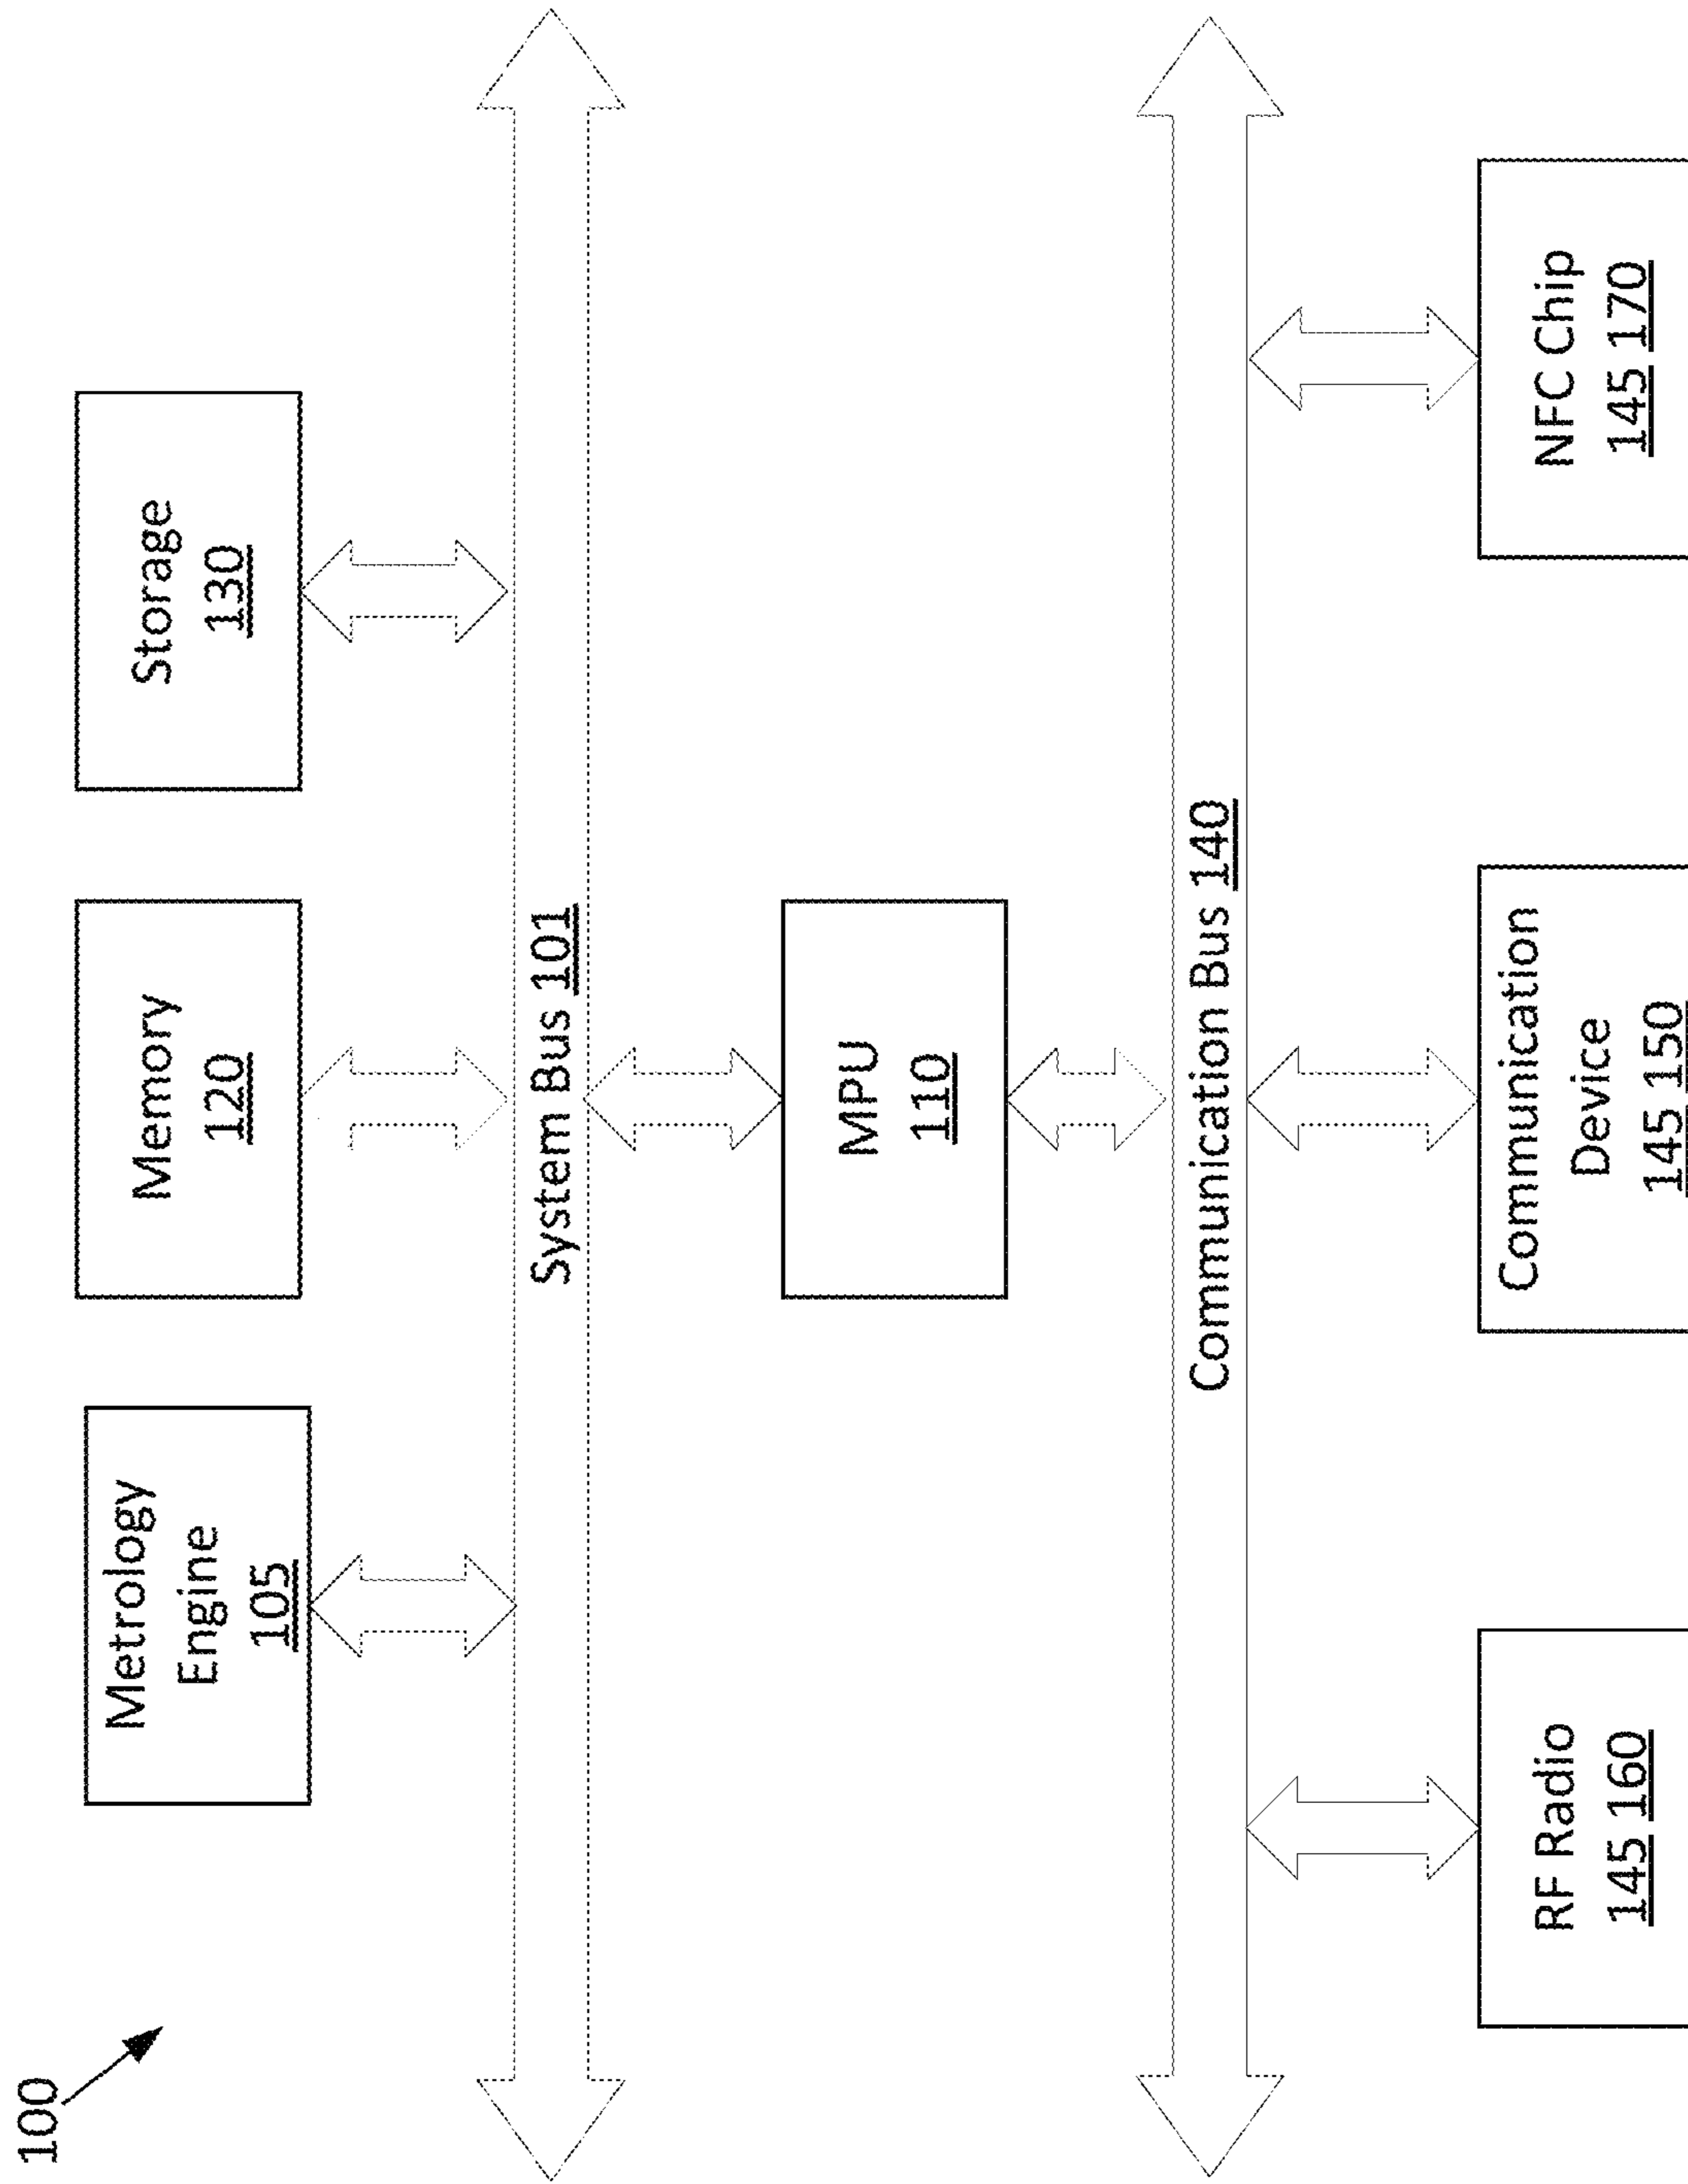 100
Metrology
Engine
105
Memory
120
Storage
130
System Bus 101
MPU
110
Communication Bus 140
RF Radio
145 160
Communication
Device
145 150
NFC Chip
145 170